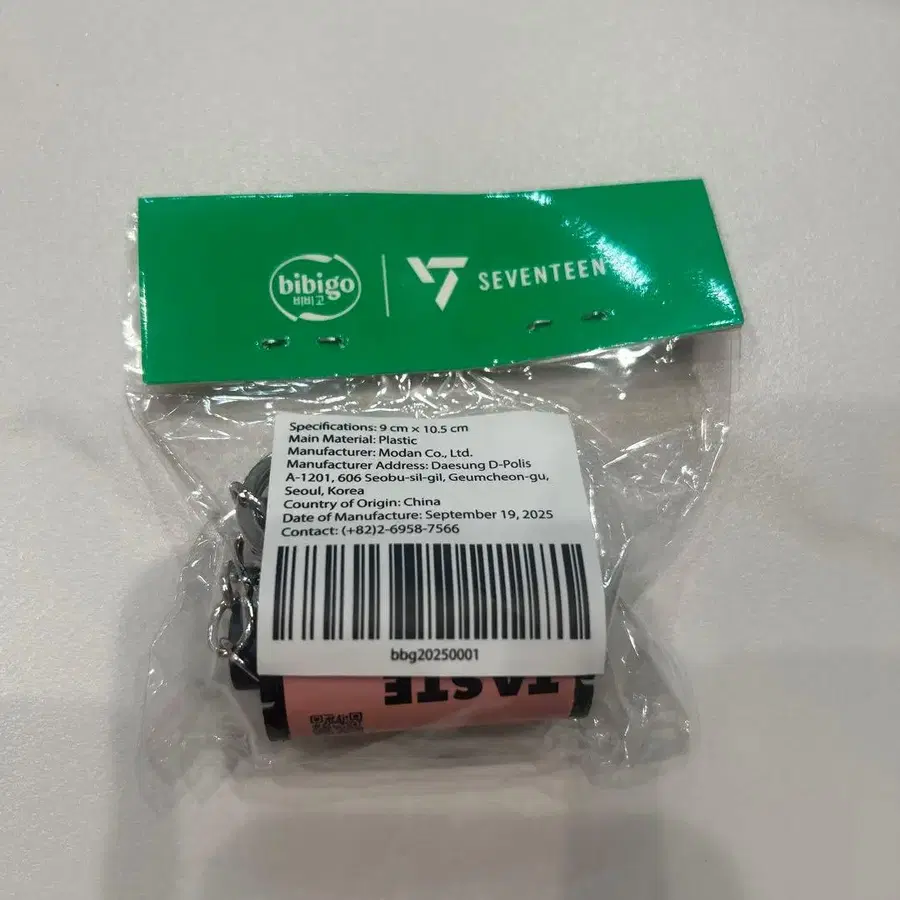 bibigo
비비고
SEVENTEEN
Specifications: 9 cm × 10.5 cm
Main Material: Plastic
Manufacturer: Modan Co., Ltd.
Manufacturer Address: Daesung D-Polis
A-1201, 606 Seobu-sil-gil, Geumcheon-gu,
Seoul, Korea
Country of Origin: China
Date of Manufacture: September 19, 2025
Contact: (+82)2-6958-7566
bbg20250001
TASTE